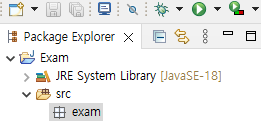 Package Explorer
Exam
JRE System Library [JavaSE-18]
src
exam